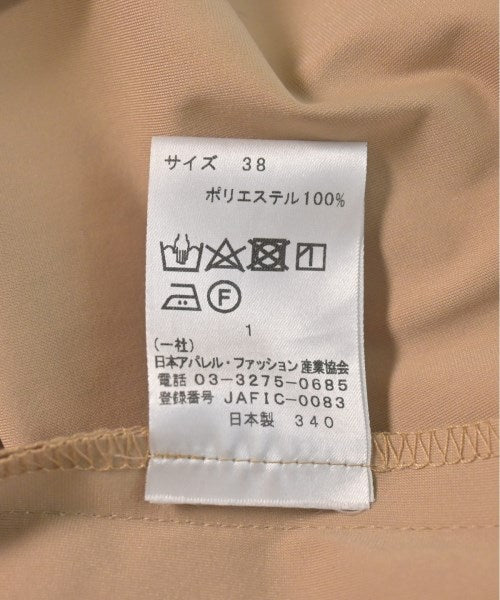 サイズ 38
ポリエステル100%
F
1
(一社)
日本アパレル・ファッション産業協会
電話 03-3275-0685
登録番号 JAFIC-0083
日本製 340